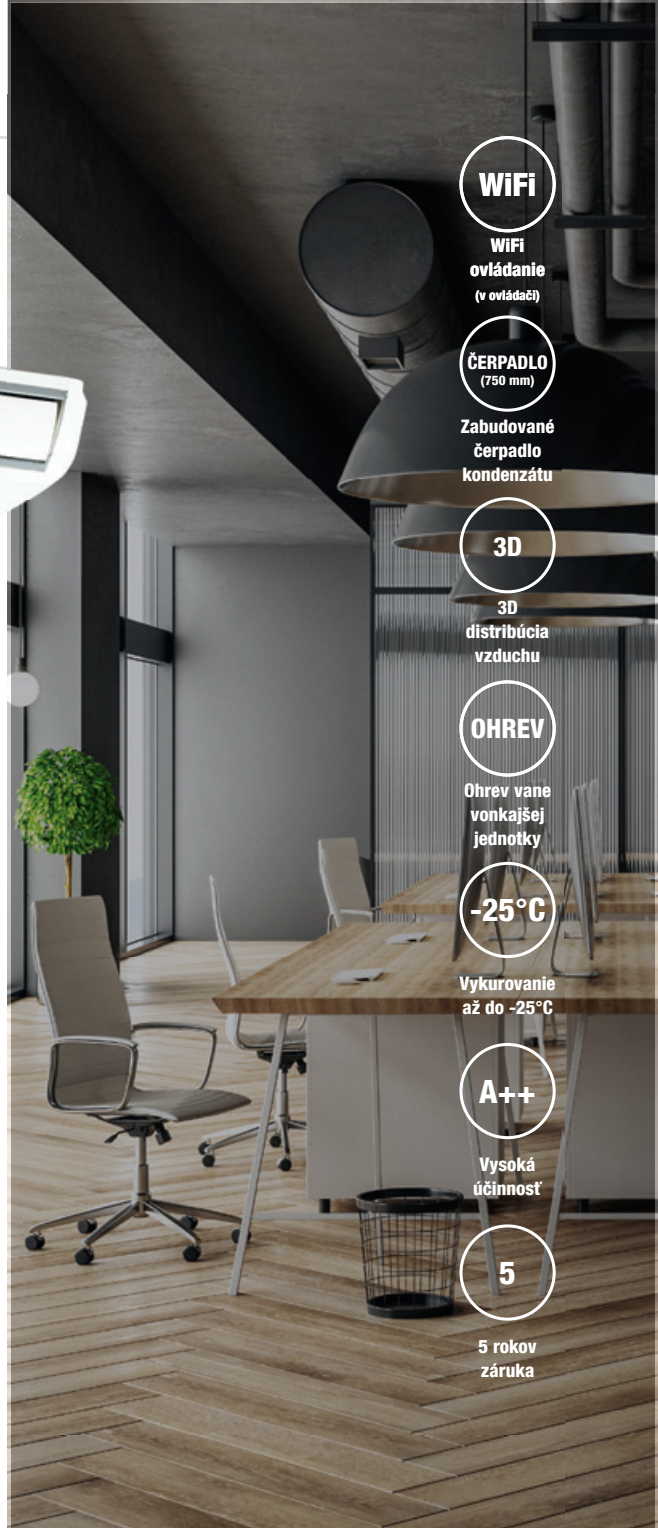 WiFi
WiFi
ovládanie
(v ovládači)
ČERPADLO
(750 mm)
Zabudované
čerpadlo
kondenzátu
3D
3D
distribúcia
vzduchu
OHREV
Ohrev vane
vonkajšej
jednotky
-25°C
Vykurovanie
až do -25°C
A++
Vysoká
účinnosť
5
5 rokov
záruka